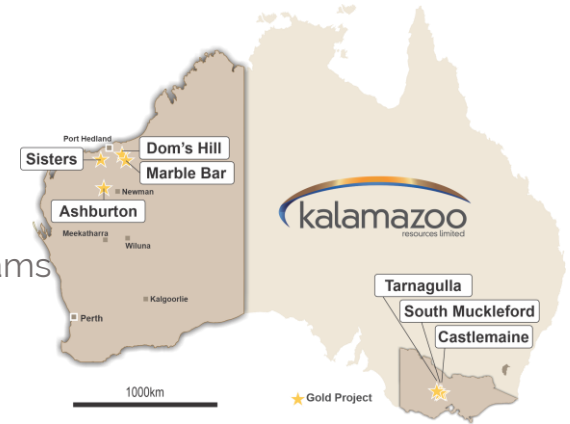 Port Hedland
Dom's Hill
Sisters
Marble Bar
Newman
Ashburton
Meekatharra
Wiluna
kalamazoo
resources limited
ams
Tarnagulla
South Muckleford
Kalgoorlie
Perth
Castlemaine
1000km
Gold Project